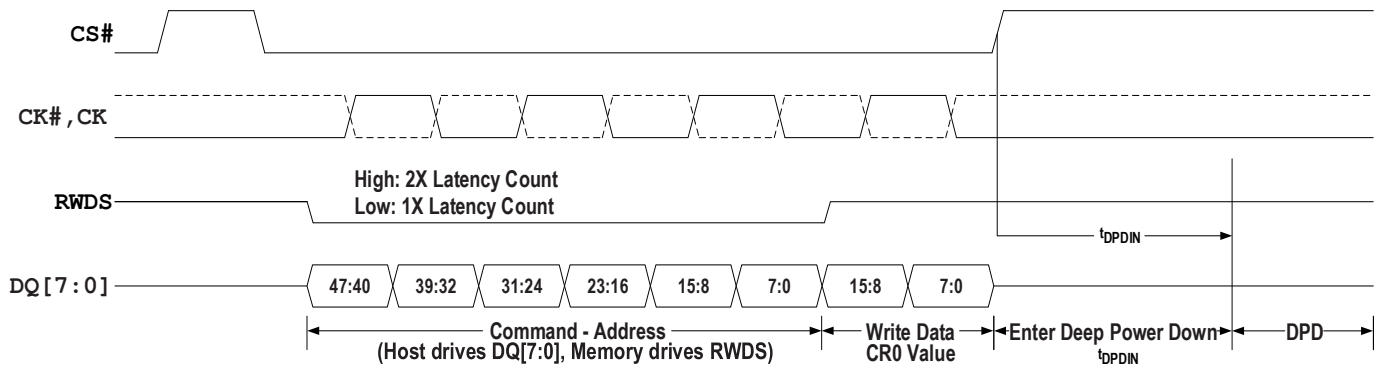 CS#
CK#,CK
High: 2X Latency Count
Low: 1X Latency Count
RWDS
tDPDIN
DQ[7:0]
47:40 39:32 31:24 23:16 15:8 7:0 15:8 7:0
Command - Address
(Host drives DQ[7:0], Memory drives RWDS)
Write Data
CR0 Value
Enter Deep Power Down
tDPDIN
DPD